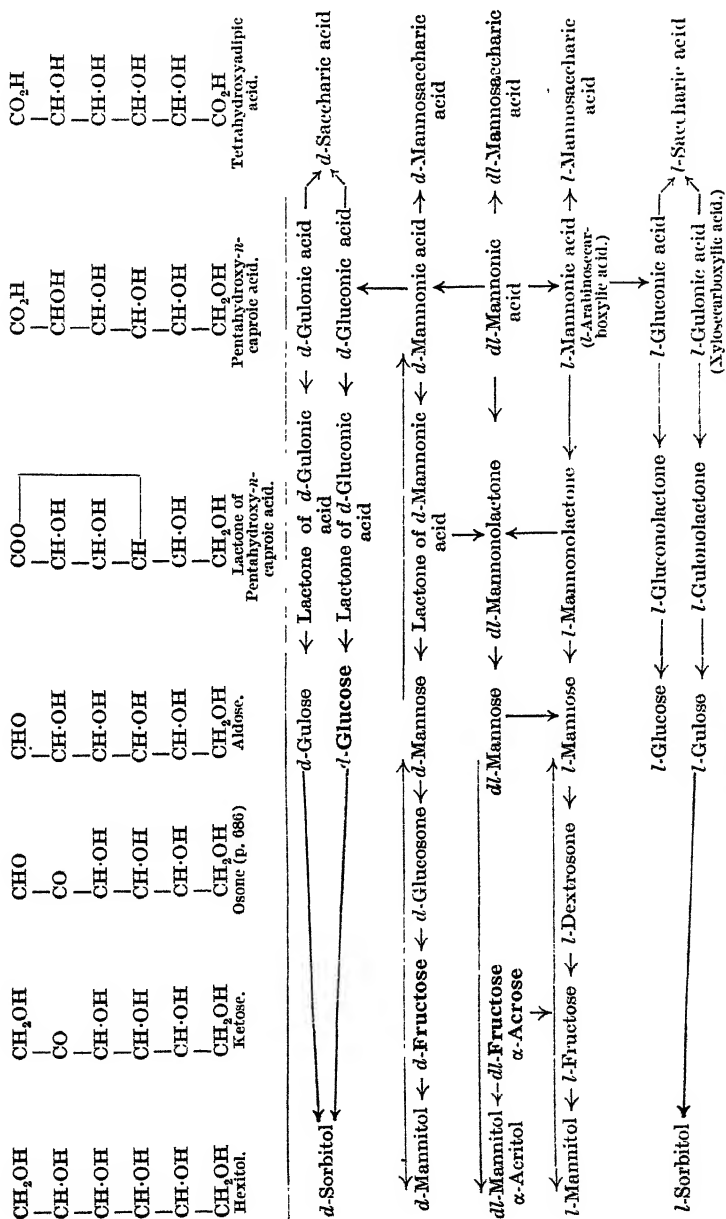 CH₂OH CH₂OH CHO CHO COO CO₂H CO₂H
CH·OH CO CO CH·OH CH·OH CHOH CH·OH
CH·OH CH·OH CH·OH CH·OH CH·OH CH·OH CH·OH
CH·OH CH·OH CH·OH CH·OH CH CH·OH CH·OH
CH·OH CH·OH CH·OH CH·OH CH·OH CH·OH CH·OH
CH₂OH CH₂OH CH₂OH CH₂OH CH₂OH CH₂OH CO₂H
Hexitol. Ketose. Osone (p. 686) Aldose. Lactone of Pentahydroxy-n- Tetrahydroxyadipic
Pentahydroxy-n- caproic acid. acid.
caproic acid.
d-Gulose ← Lactone of d-Gulonic ← d-Gulonic acid
acid
d-Sorbitol d-Saccharic acid
d-Glucose ← Lactone of d-Gluconic ← d-Gluconic acid
acid
d-Mannitol ← d-Fructose ← d-Glucosone ← d-Mannose ← Lactone of d-Mannonic ← d-Mannonic acid → d-Mannosaccharic
acid acid
dl-Mannitol ← dl-Fructose dl-Mannose ← dl-Mannonolactone ← dl-Mannonic → dl-Mannosaccharic
α-Acritol α-Acrose acid acid
l-Mannitol ← l-Fructose ← l-Dextrosone ← l-Mannose ← l-Mannonolactone ← l-Mannonic acid → l-Mannosaccharic
(l-Arabinosecar- acid
boxylic acid.)
l-Glucose ← l-Gluconolactone ← l-Gluconic acid
l-Saccharic acid
l-Sorbitol ← l-Gulose ← l-Gulonolactone ← l-Gulonic acid
(Xylosecarboxylic acid.)